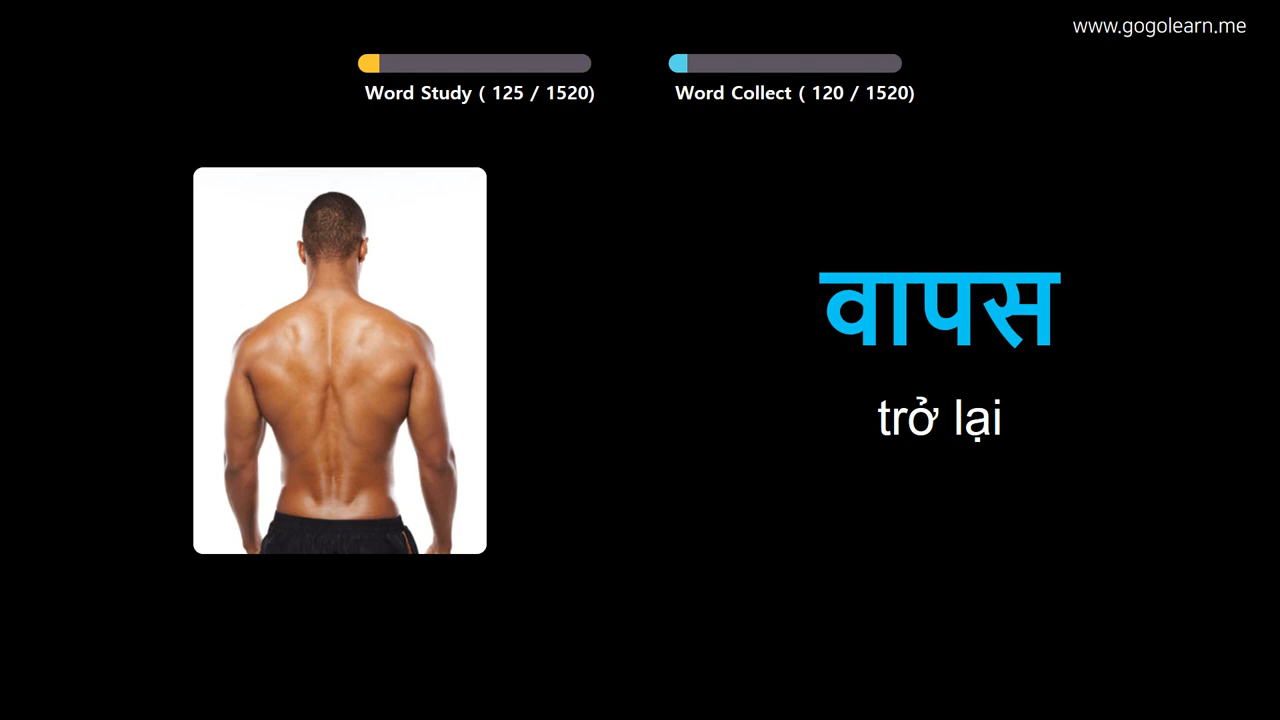 www.gogolearn.me
Word Study ( 125 / 1520)
Word Collect ( 120 / 1520)
वापस
trở lại